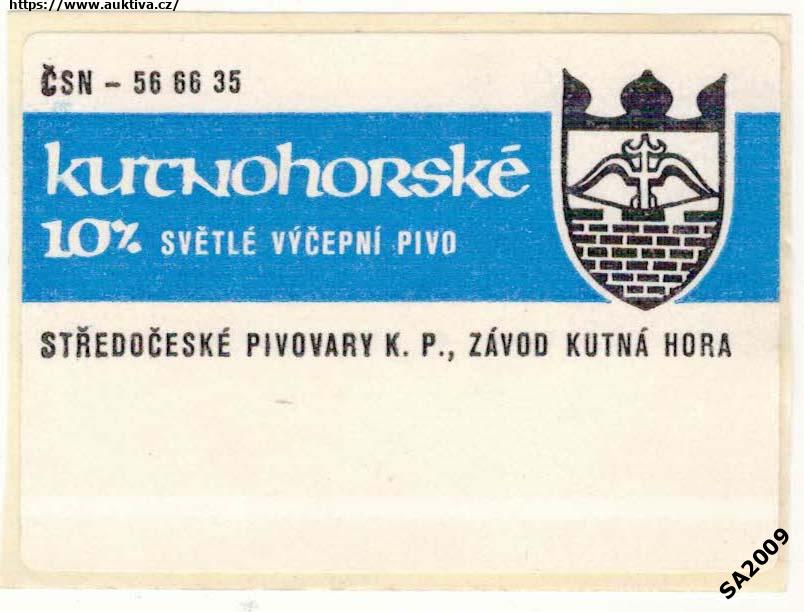 https://www.auktiva.cz/
ČSN – 56 66 35
kutnohorské
10% SVĚTLÉ VÝČEPNÍ PIVO
STŘEDOČESKÉ PIVOVARY K. P., ZÁVOD KUTNÁ HORA
SA2009